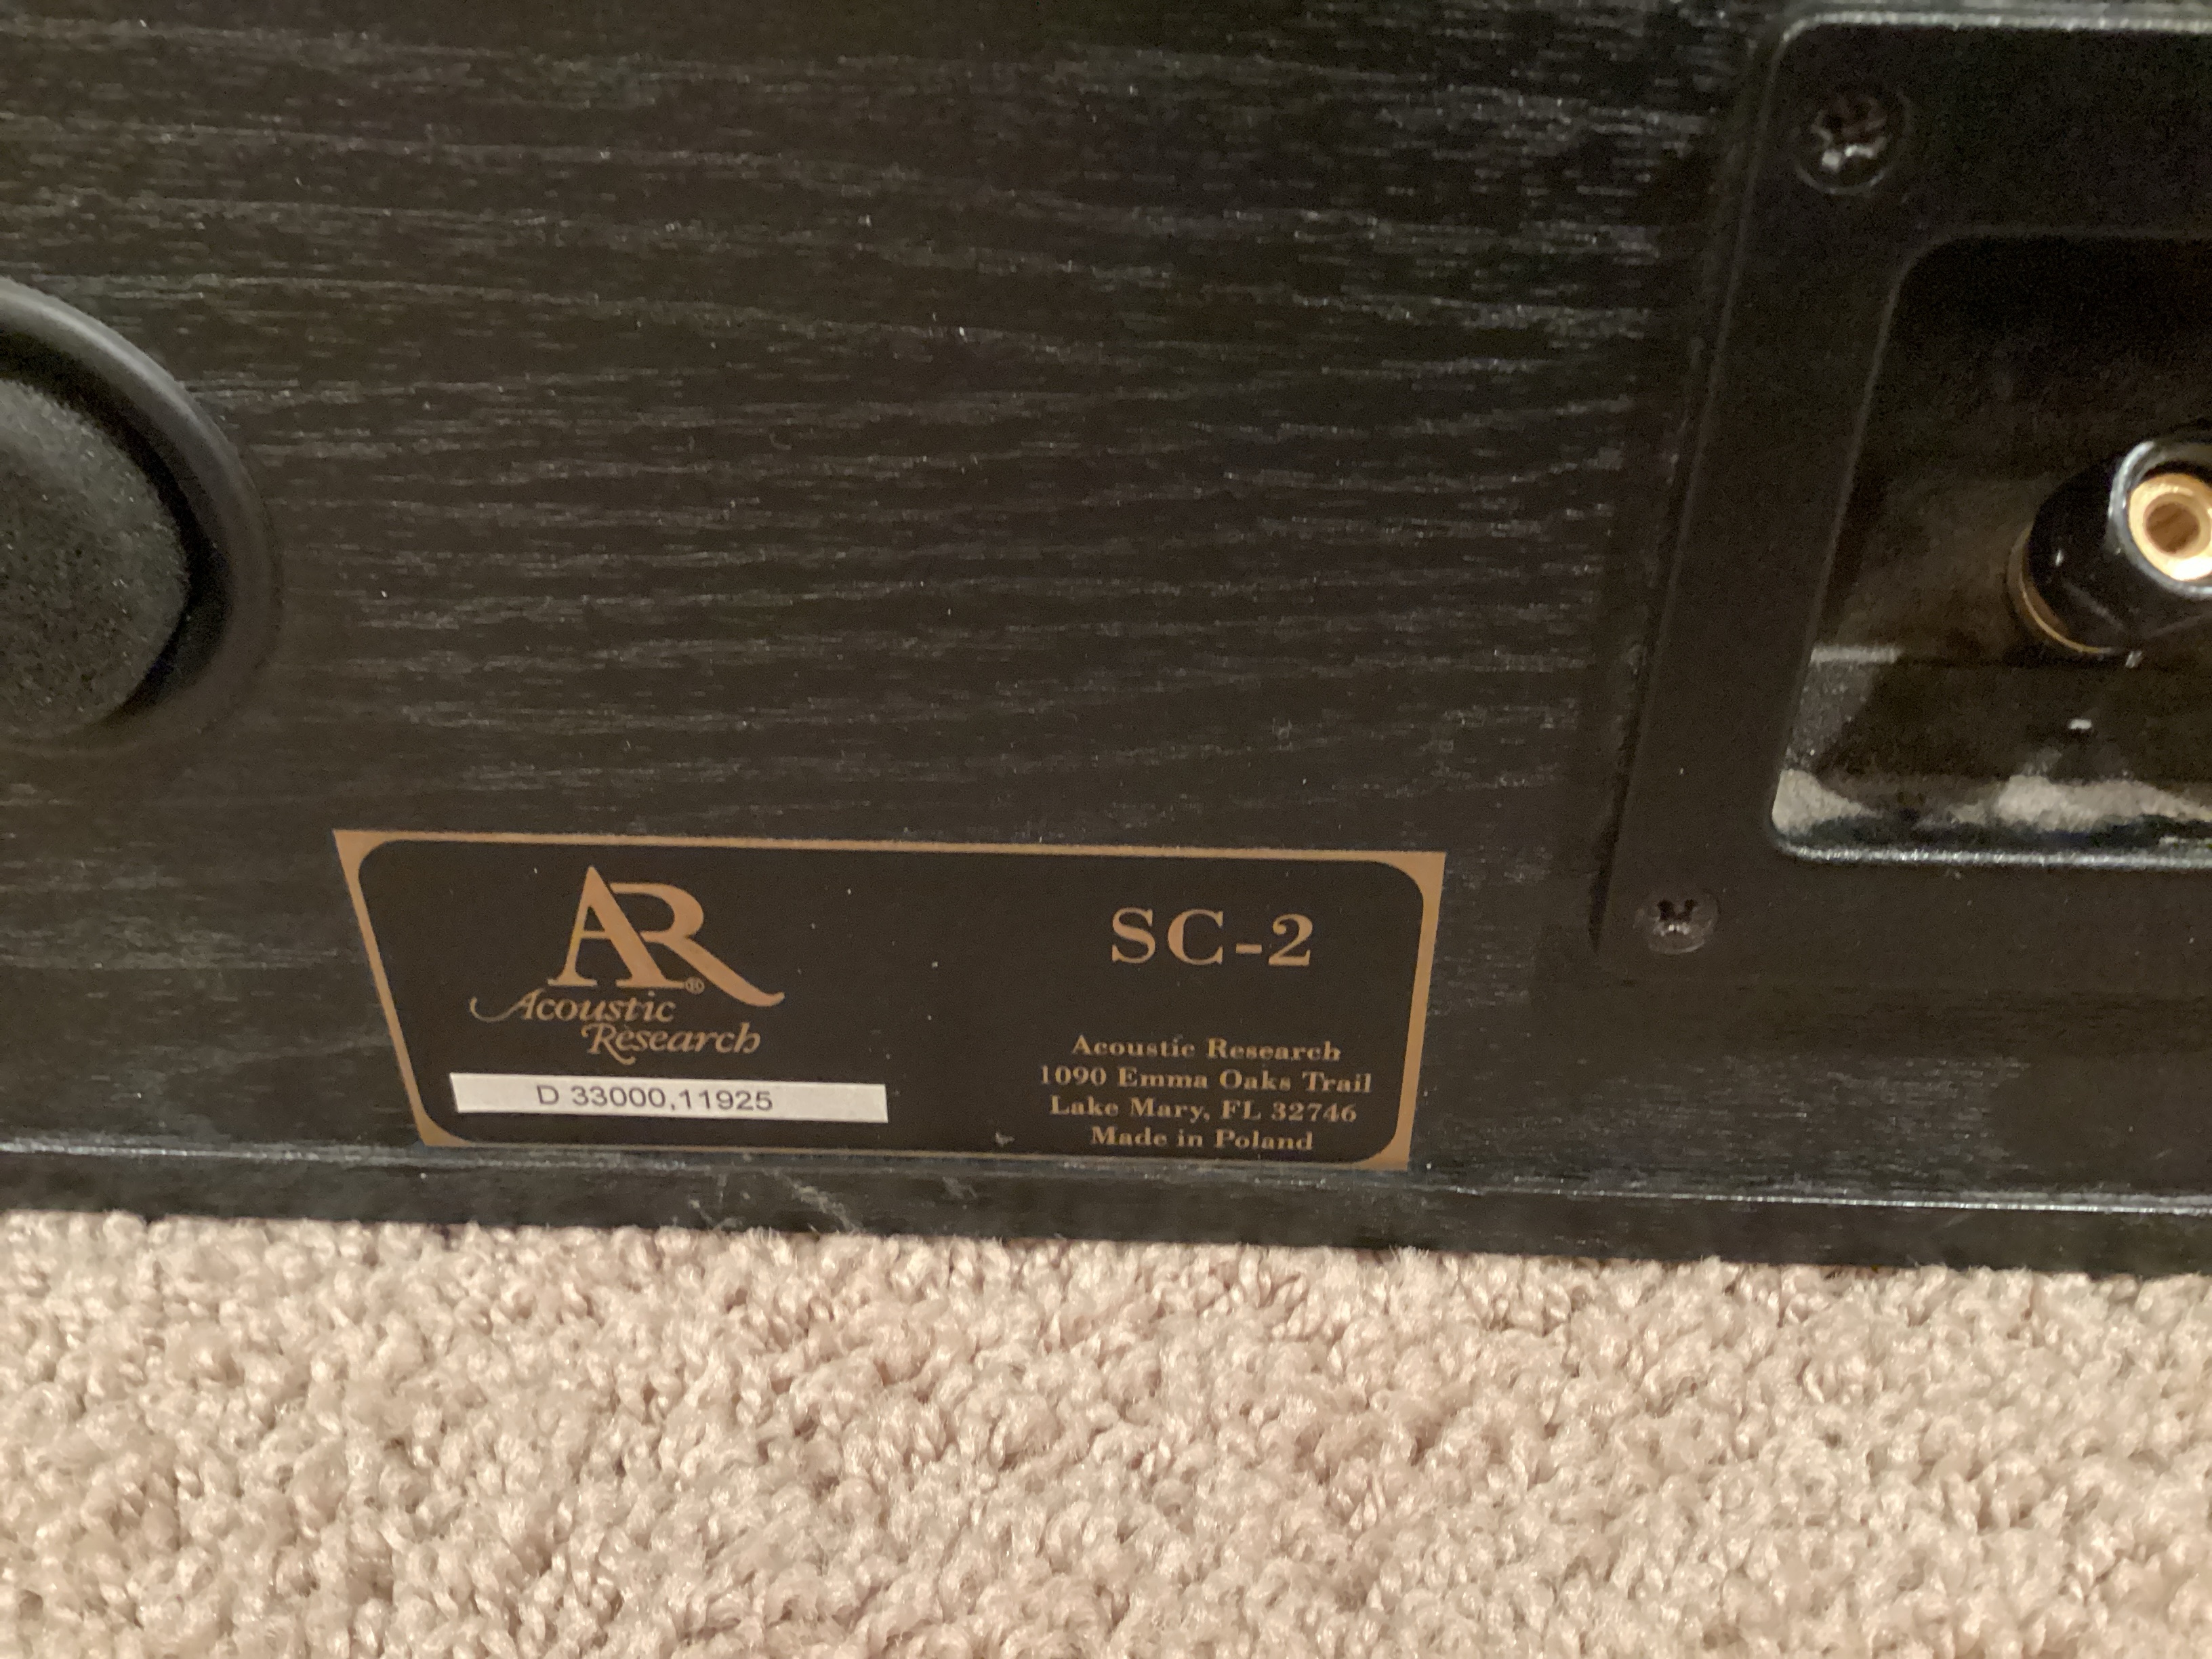 AR®
Acoustic
Research
D 33000,11925
SC-2
Acoustic Research
1090 Emma Oaks Trail
Lake Mary, FL 32746
Made in Poland